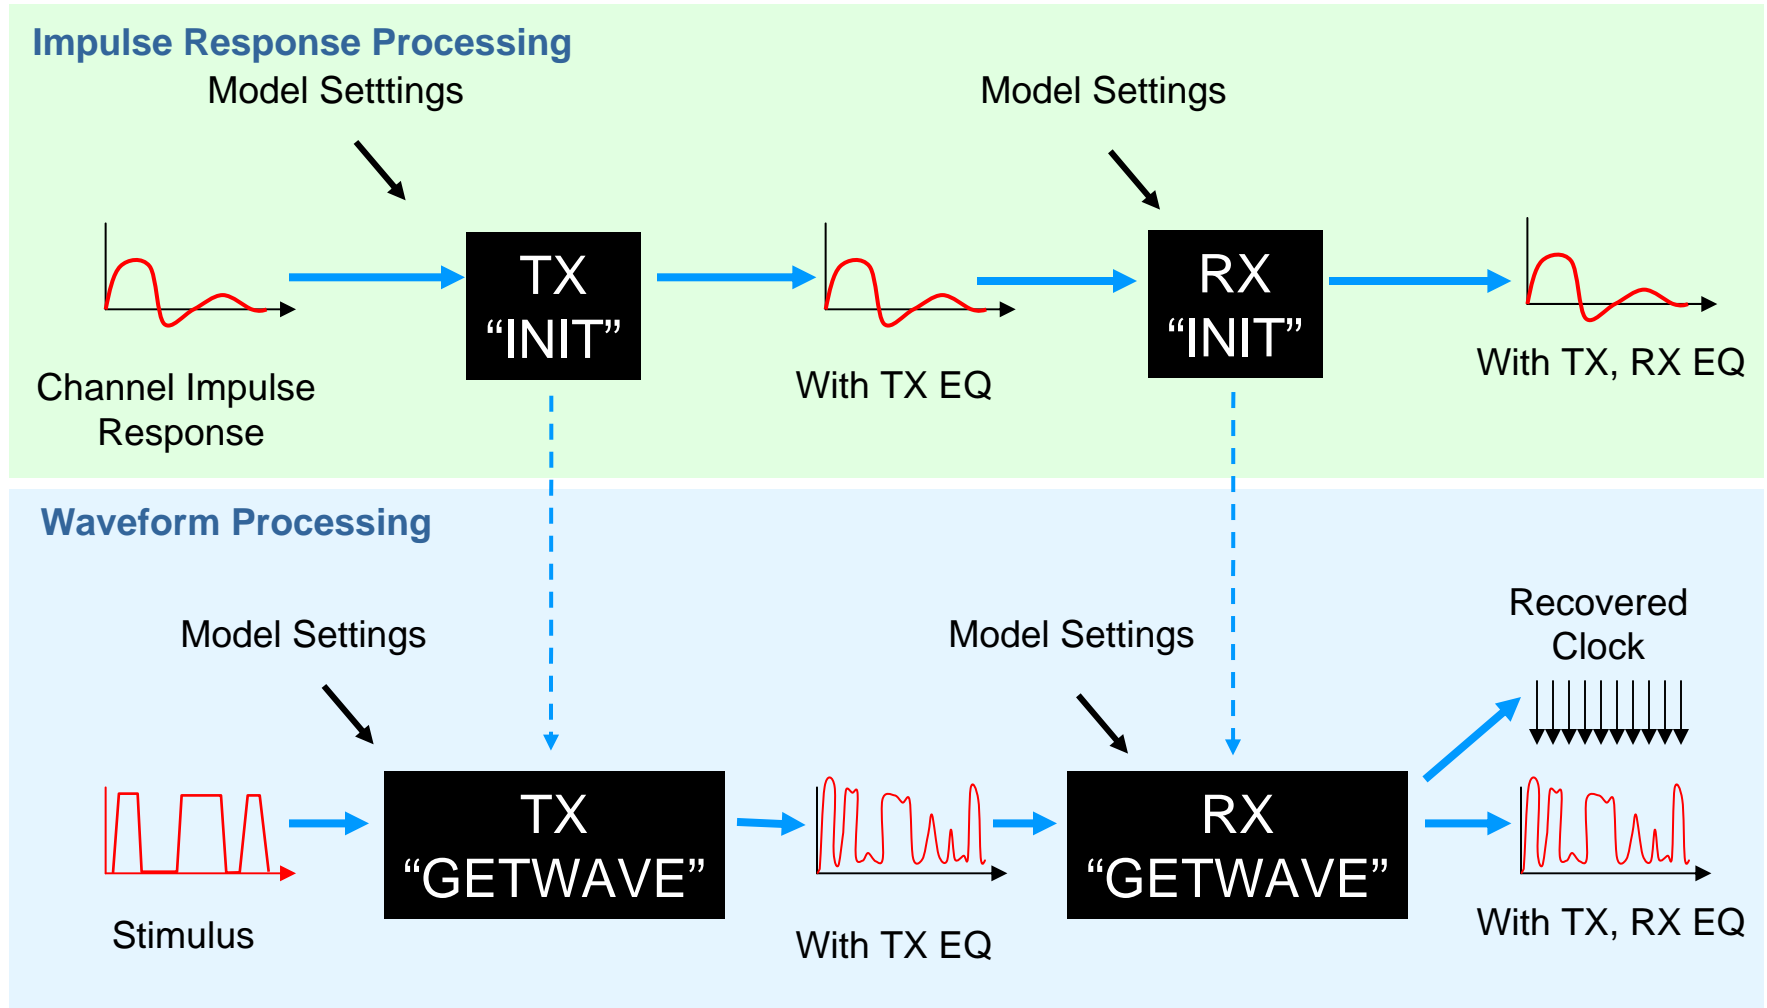 Impulse Response Processing
Model Setttings
Model Settings
TX
“INIT”
RX
“INIT”
Channel Impulse
Response
With TX EQ
With TX, RX EQ
Waveform Processing
Model Settings
Model Settings
Recovered
Clock
TX
“GETWAVE”
RX
“GETWAVE”
Stimulus
With TX EQ
With TX, RX EQ